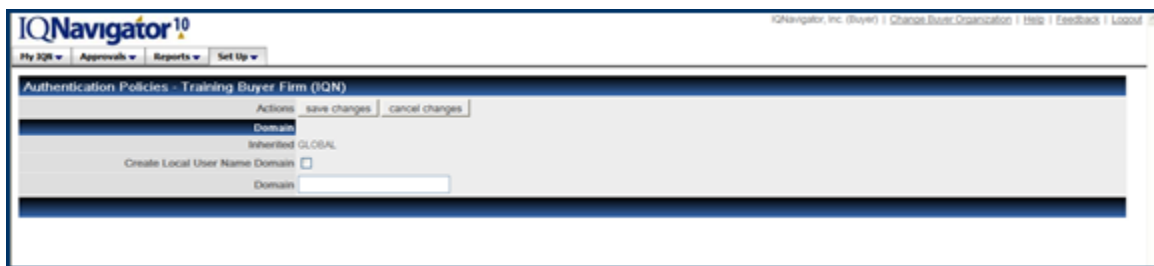 IQNavigator 10
IQNavigator, Inc. (Buyer) | Change Buyer Organization | Help | Feedback | Logout
My IQN Approvals Reports Set Up
Authentication Policies - Training Buyer Firm (IQN)
Actions save changes cancel changes
Domain
Inherited GLOBAL
Create Local User Name Domain
Domain